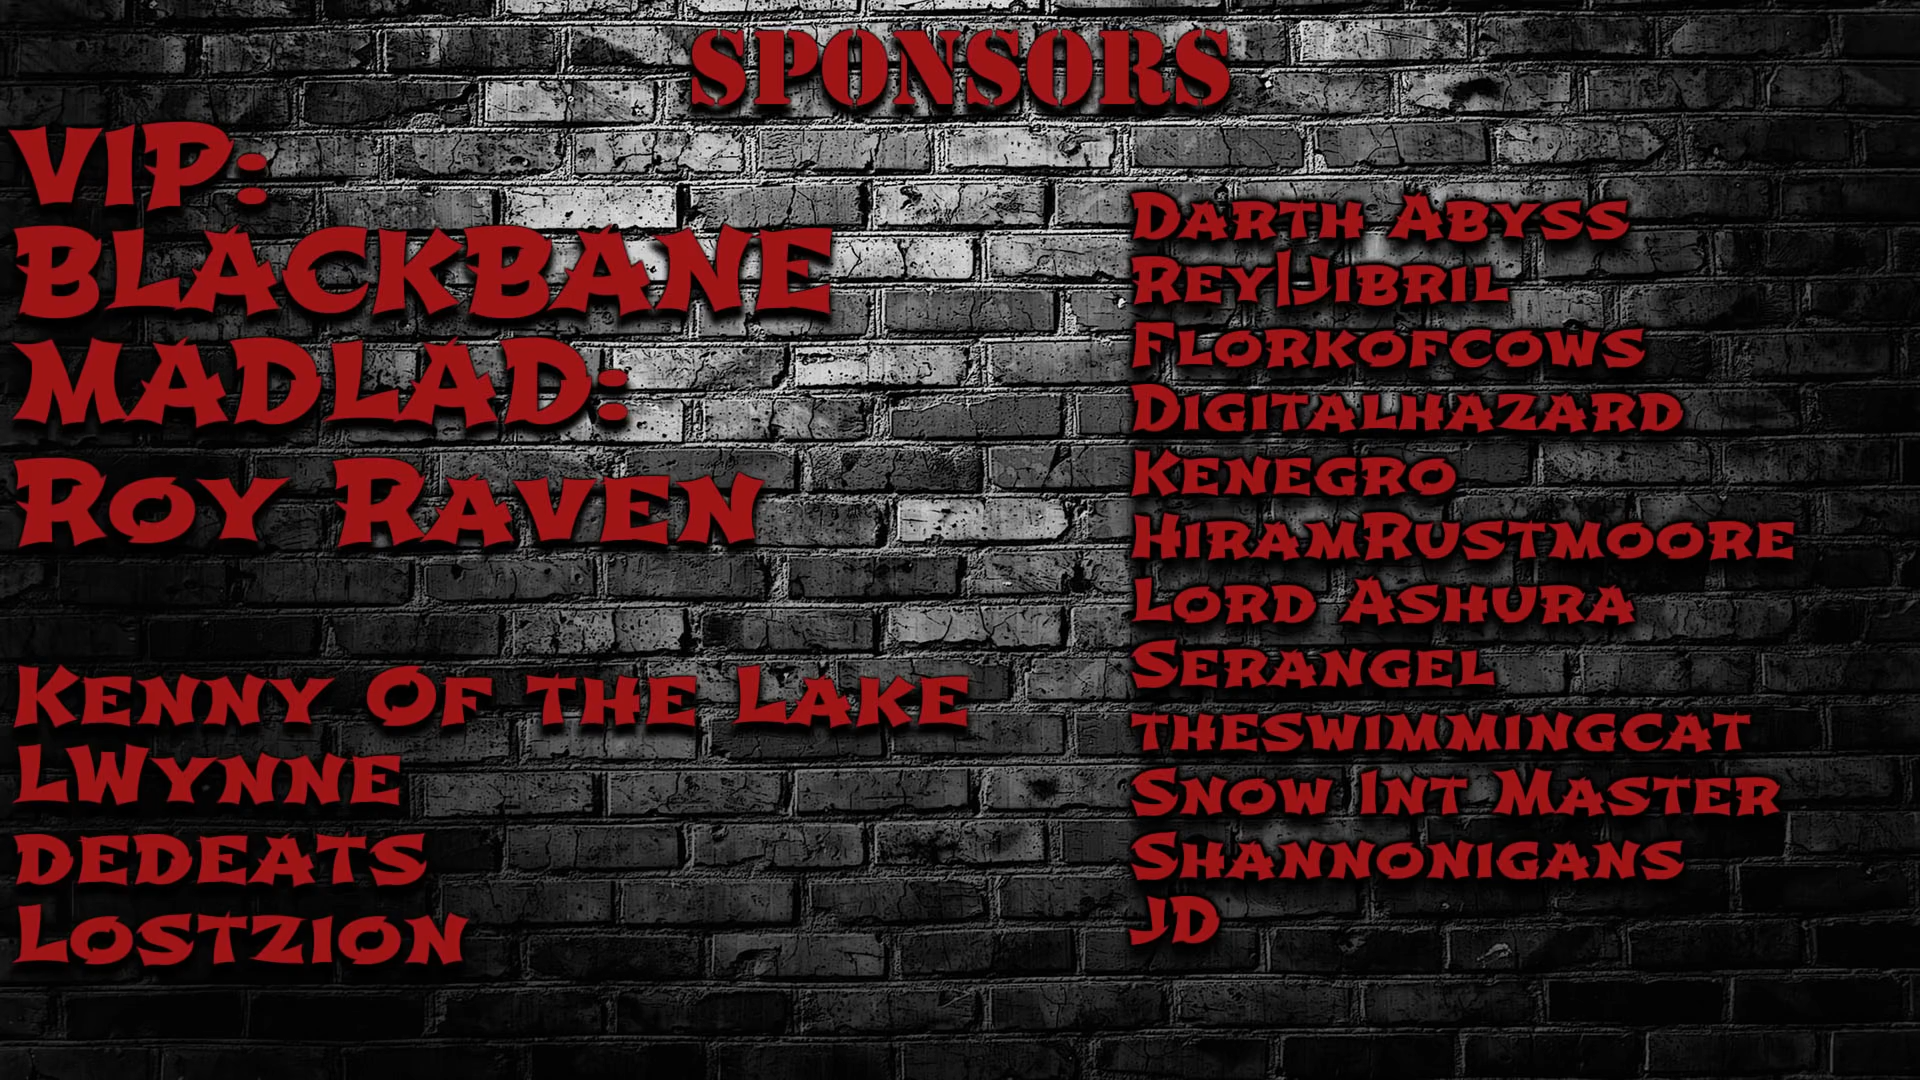 SPONSORS
VIP:
BLACKBANE
MADLAD:
Roy Raven
Kenny Of the Lake
LWynne
dedeats
Lostzion
Darth Abyss
Rey|Jibril
Florkofcows
Digitalhazard
Kenegro
HiramRustmoore
Lord Ashura
Serangel
theswimmingcat
Snow Int Master
Shannonigans
JD